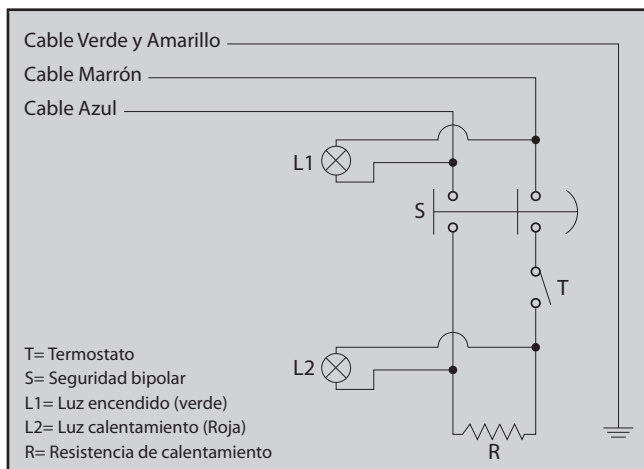 Cable Verde y Amarillo
Cable Marrón
Cable Azul
L1
S
T
L2
R
T= Termostato
S= Seguridad bipolar
L1= Luz encendido (verde)
L2= Luz calentamiento (Roja)
R= Resistencia de calentamiento